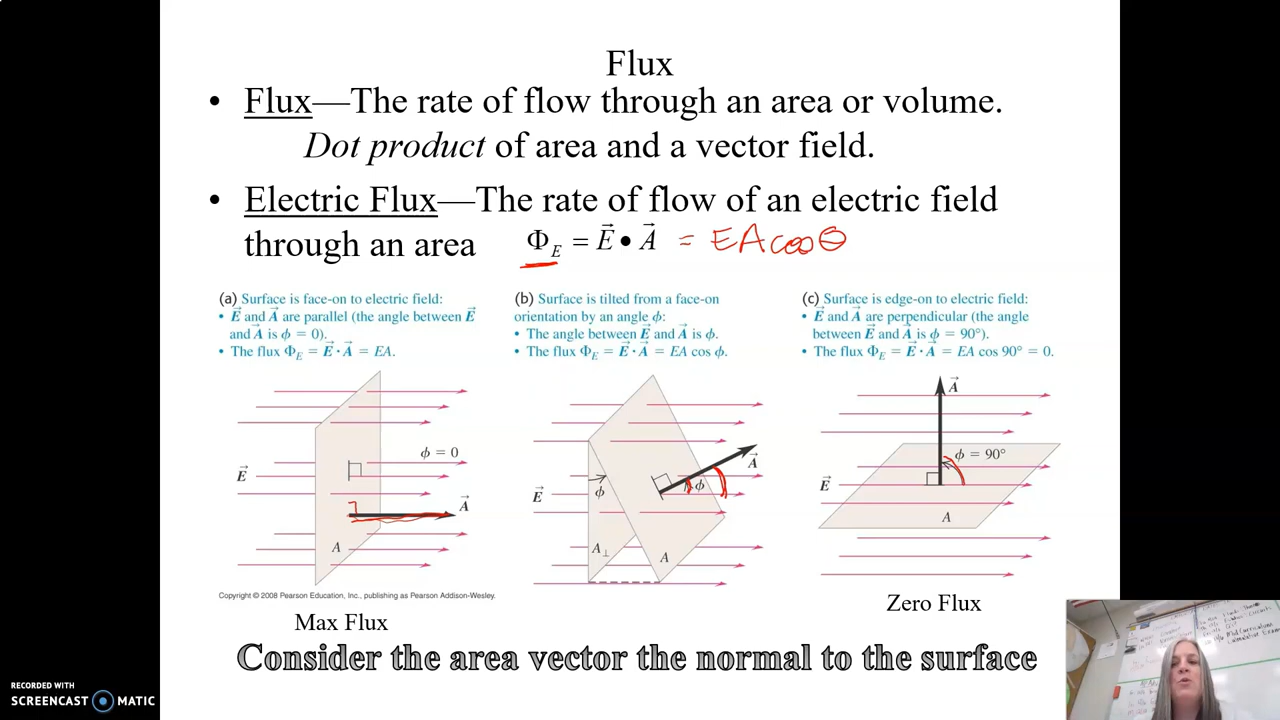 Flux
• Flux—The rate of flow through an area or volume.
Dot product of area and a vector field.
• Electric Flux—The rate of flow of an electric field
through an area Φ_E = E⃗ • A⃗ = EA cos θ
(a) Surface is face-on to electric field:
• E⃗ and A⃗ are parallel (the angle between E⃗
and A⃗ is ϕ = 0).
• The flux Φ_E = E⃗ · A⃗ = EA.
(b) Surface is tilted from a face-on
orientation by an angle ϕ:
• The angle between E⃗ and A⃗ is ϕ.
• The flux Φ_E = E⃗ · A⃗ = EA cos ϕ.
(c) Surface is edge-on to electric field:
• E⃗ and A⃗ are perpendicular (the angle
between E⃗ and A⃗ is ϕ = 90°).
• The flux Φ_E = E⃗ · A⃗ = EA cos 90° = 0.
ϕ = 0
E⃗
A⃗
A
E⃗
ϕ
ϕ
A⃗
A⊥
A
A⃗
ϕ = 90°
E⃗
A
Copyright © 2008 Pearson Education, Inc., publishing as Pearson Addison-Wesley.
Max Flux
Zero Flux
Consider the area vector the normal to the surface
RECORDED WITH
SCREENCAST MATIC